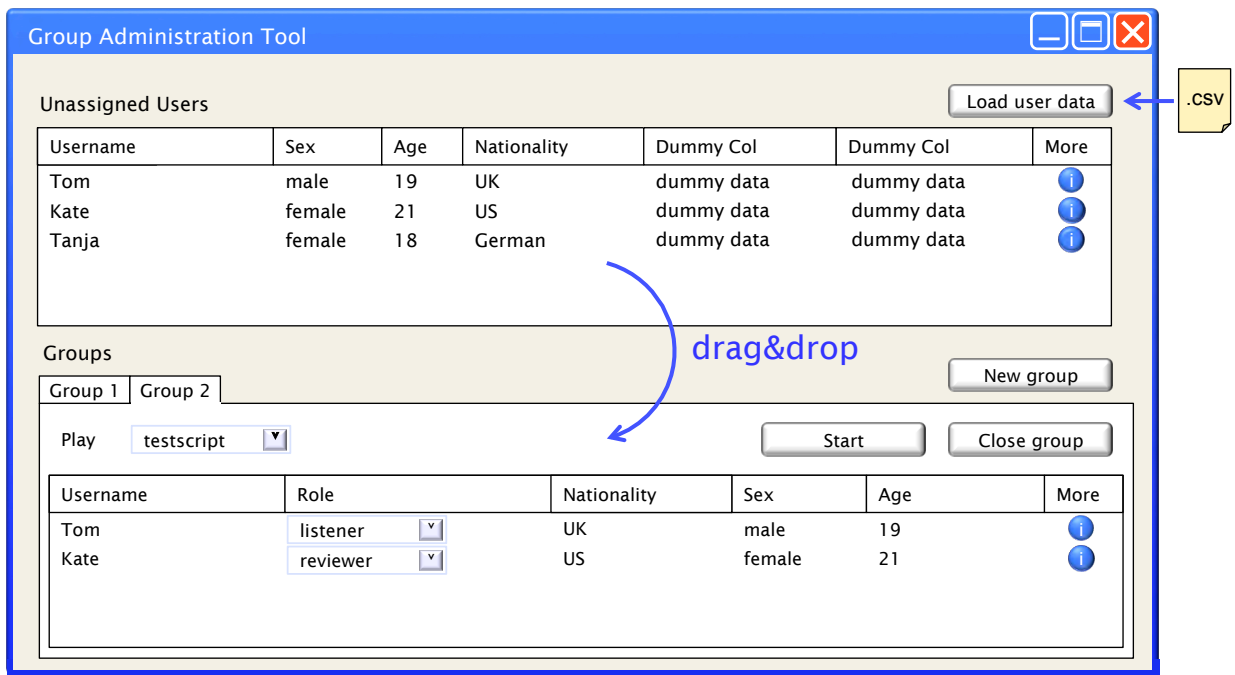 Group Administration Tool
Unassigned Users
Load user data
.CSV
Username Sex Age Nationality Dummy Col Dummy Col More
Tom male 19 UK dummy data dummy data i
Kate female 21 US dummy data dummy data i
Tanja female 18 German dummy data dummy data i
drag&drop
Groups
New group
Group 1 Group 2
Play testscript Start Close group
Username Role Nationality Sex Age More
Tom listener UK male 19 i
Kate reviewer US female 21 i